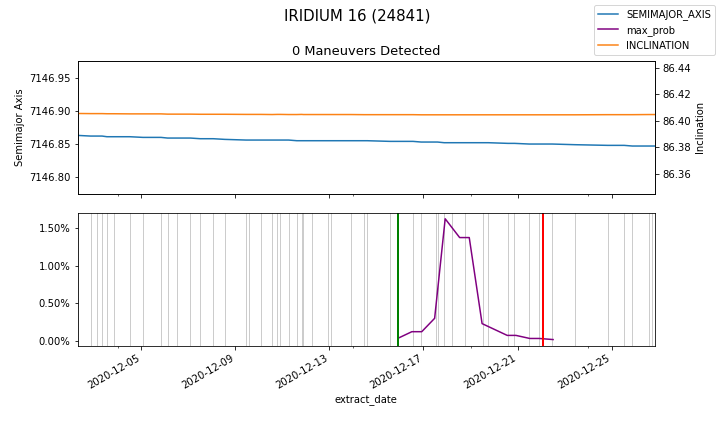 IRIDIUM 16 (24841)
SEMIMAJOR_AXIS
max_prob
INCLINATION
0 Maneuvers Detected
7146.95
7146.90
7146.85
7146.80
Semimajor Axis
86.44
86.42
86.40
86.38
86.36
Inclination
1.50%
1.00%
0.50%
0.00%
2020-12-05
2020-12-09
2020-12-13
2020-12-17
2020-12-21
2020-12-25
extract_date